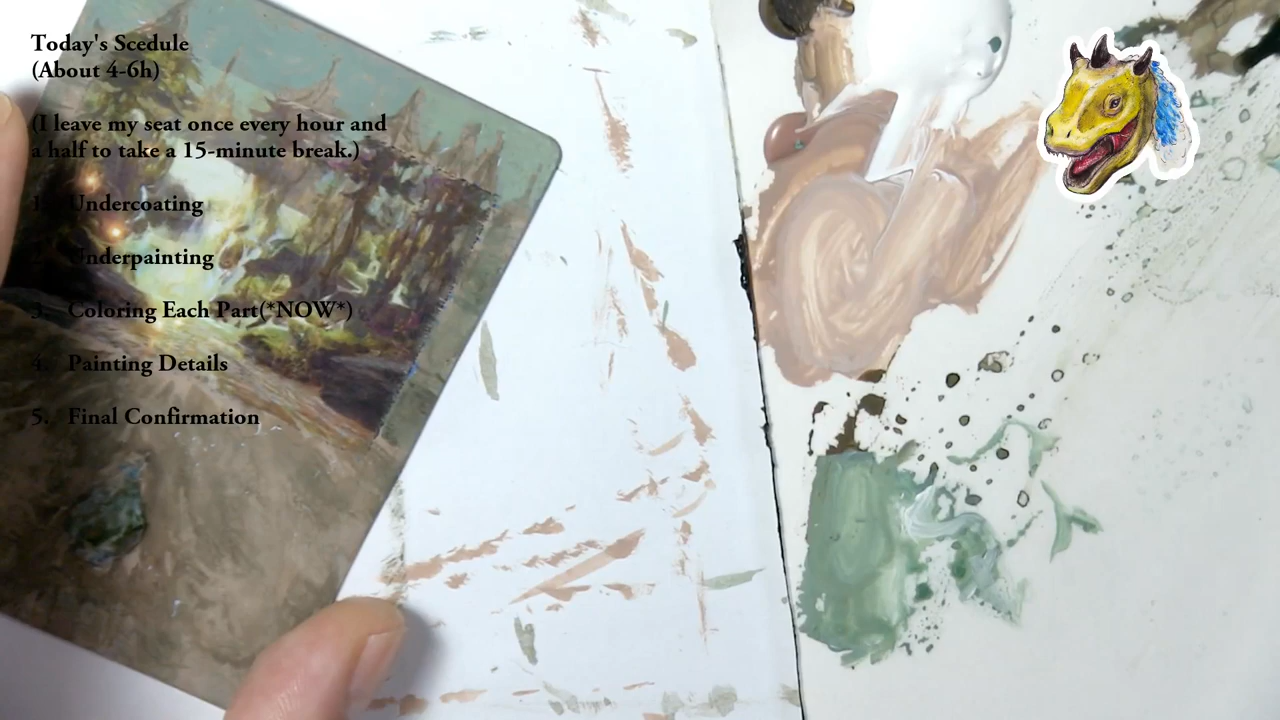 Today's Scedule
(About 4-6h)
(I leave my seat once every hour and
a half to take a 15-minute break.)
1. Undercoating
2. Underpainting
3. Coloring Each Part(*NOW*)
4. Painting Details
5. Final Confirmation